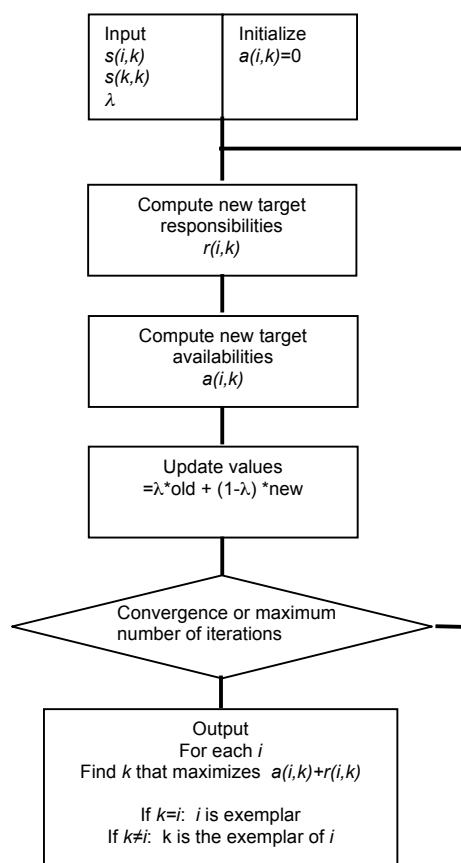 Input
s(i,k)
s(k,k)
λ
Initialize
a(i,k)=0
Compute new target
responsibilities
r(i,k)
Compute new target
availabilities
a(i,k)
Update values
=λ*old + (1-λ) *new
Convergence or maximum
number of iterations
Output
For each i
Find k that maximizes a(i,k)+r(i,k)
If k=i: i is exemplar
If k≠i: k is the exemplar of i